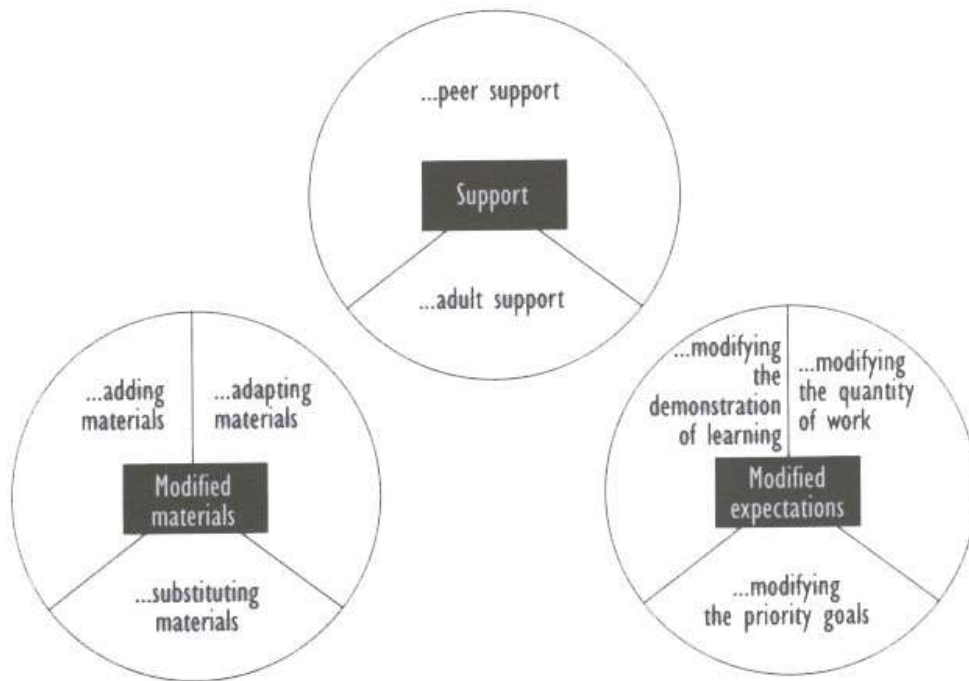 ...peer support
Support
...adult support
...adding
materials
...adapting
materials
Modified
materials
...substituting
materials
...modifying
the
demonstration
of learning
...modifying
the quantity
of work
Modified
expectations
...modifying
the priority goals